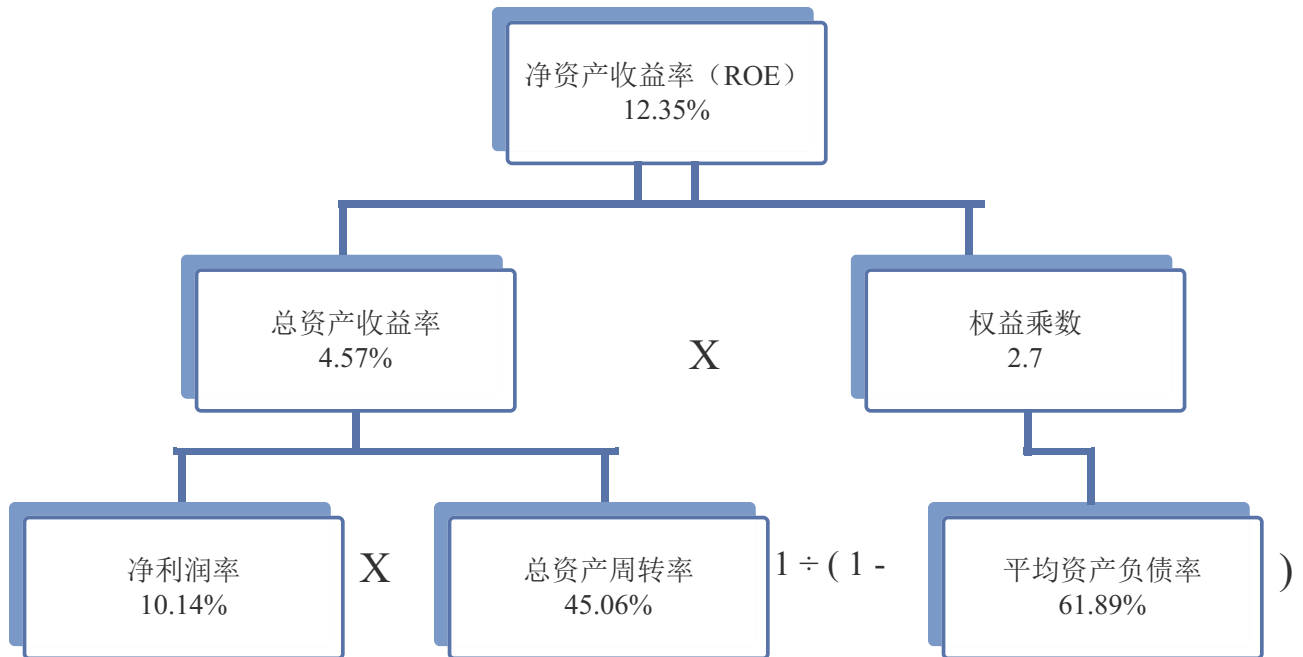 净资产收益率（ROE）
12.35%
总资产收益率
4.57%
X
权益乘数
2.7
净利润率
10.14%
X
总资产周转率
45.06%
1 ÷ ( 1 -
平均资产负债率
61.89%
)